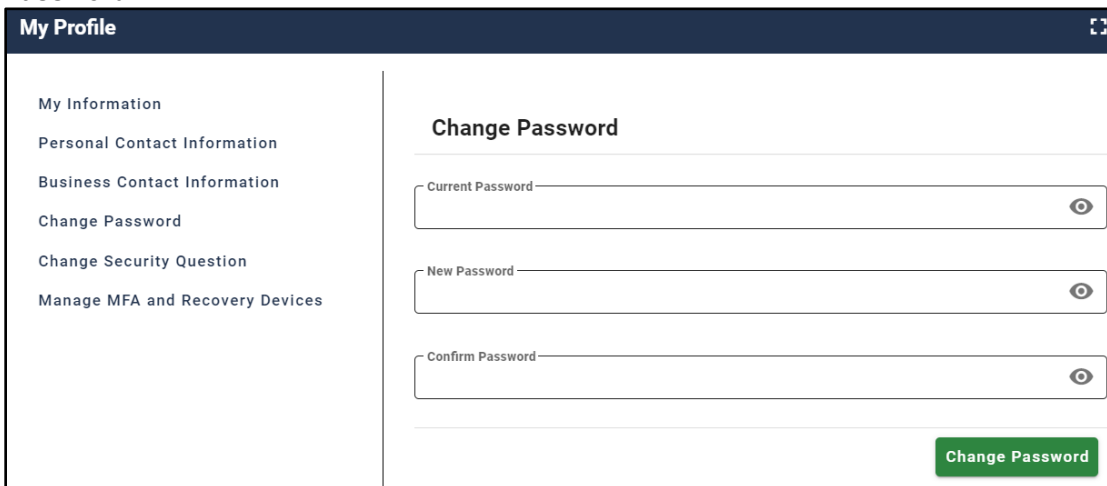 My Profile
My Information
Personal Contact Information
Business Contact Information
Change Password
Change Security Question
Manage MFA and Recovery Devices
Change Password
Current Password
New Password
Confirm Password
Change Password